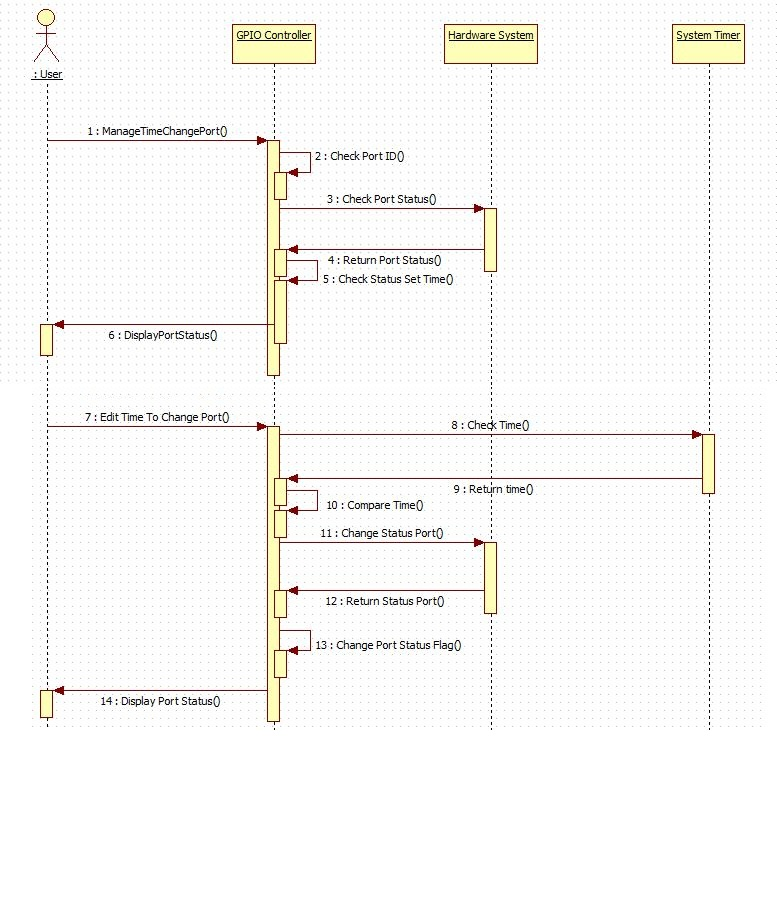 GPIO Controller
Hardware System
System Timer
: User
1 : ManageTimeChangePort()
2 : Check Port ID()
3 : Check Port Status()
4 : Return Port Status()
5 : Check Status Set Time()
6 : DisplayPortStatus()
7 : Edit Time To Change Port()
8 : Check Time()
9 : Return time()
10 : Compare Time()
11 : Change Status Port()
12 : Return Status Port()
13 : Change Port Status Flag()
14 : Display Port Status()